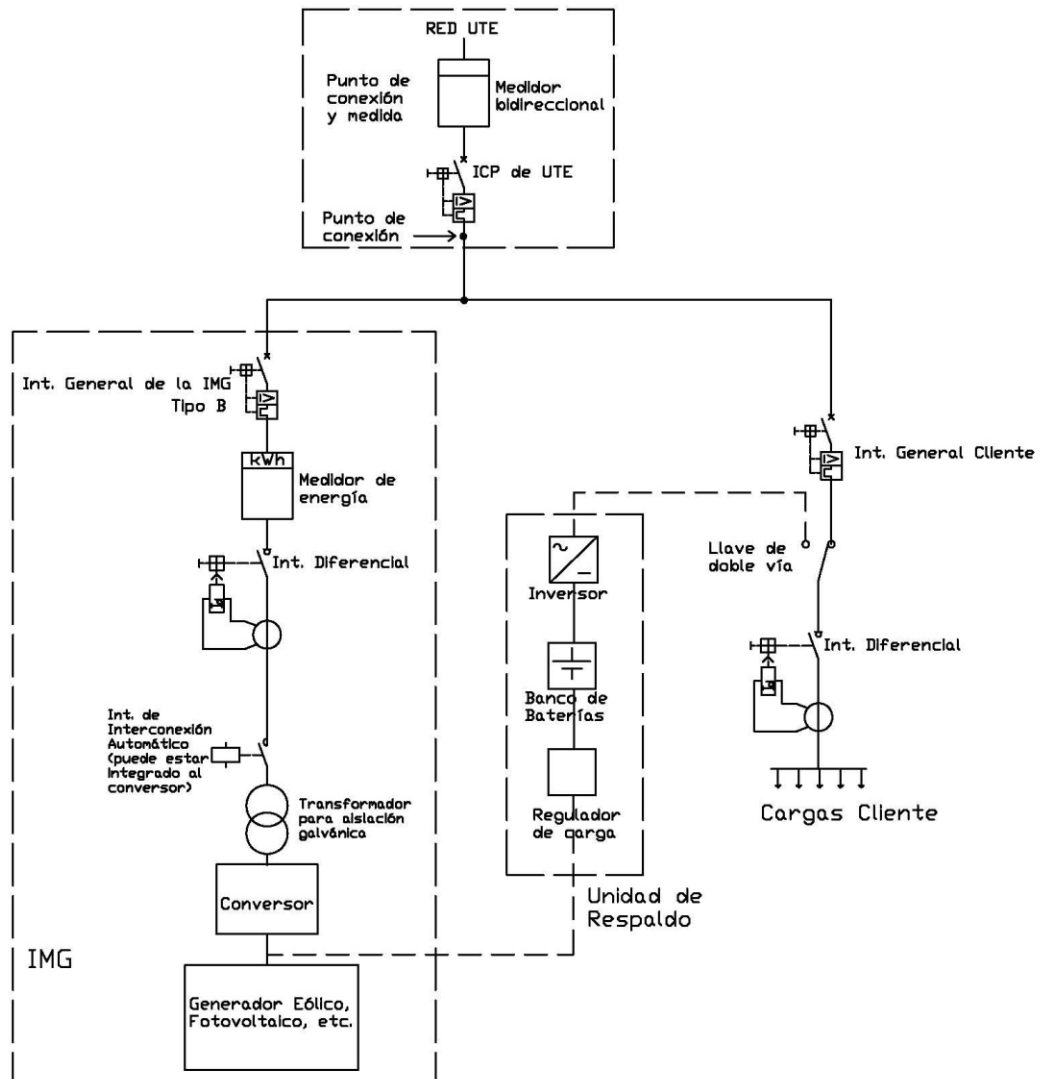 RED UTE
Punto de
conexión
y medida
Medidor
bidireccional
ICP de UTE
Punto de
conexión
Int. General de la IMG
Tipo B
kWh
Medidor de
energía
Int. Diferencial
Int. de
Interconexión
Automático
(puede estar
integrado al
conversor)
Transformador
para aislación
galvánica
Conversor
IMG
Generador Eólico,
Fotovoltaico, etc.
Inversor
Banco de
Baterías
Regulador
de carga
Unidad de
Respaldo
Int. General Cliente
Llave de
doble vía
Int. Diferencial
Cargas Cliente